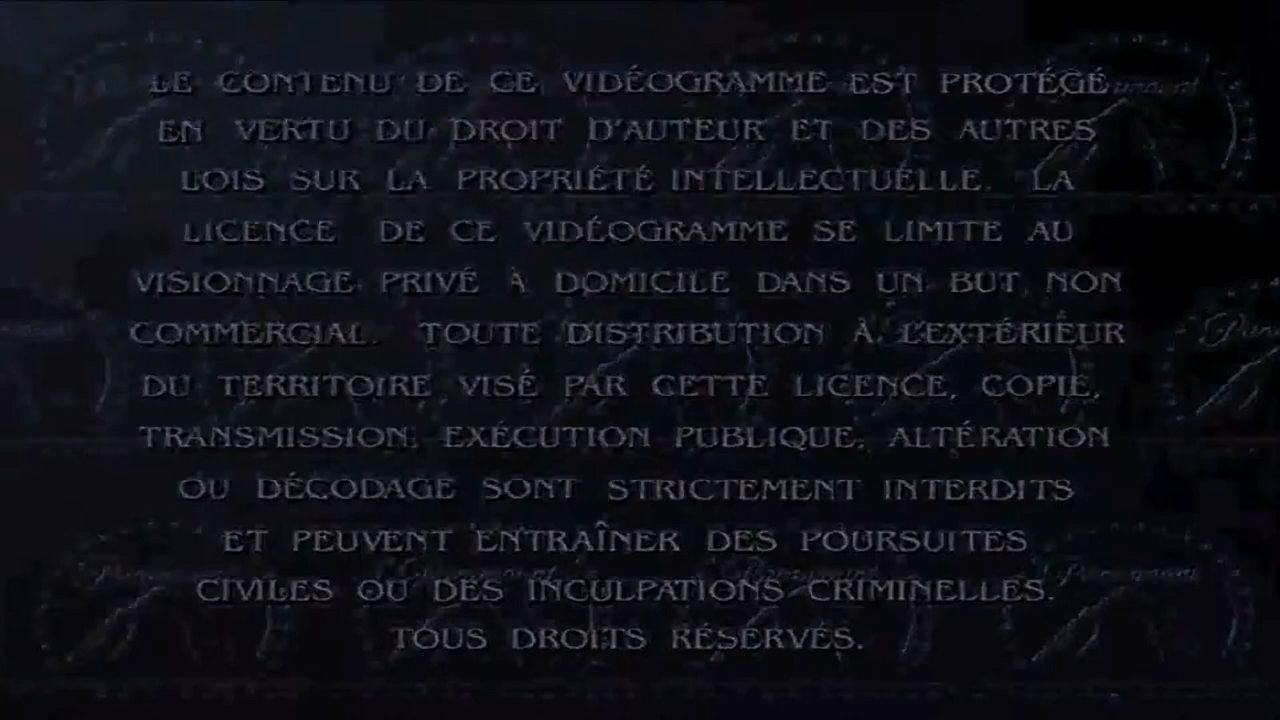 LE CONTENU DE CE VIDÉOGRAMME EST PROTÉGÉ
EN VERTU DU DROIT D'AUTEUR ET DES AUTRES
LOIS SUR LA PROPRIÉTÉ INTELLECTUELLE. LA
LICENCE DE CE VIDÉOGRAMME SE LIMITE AU
VISIONNAGE PRIVÉ À DOMICILE DANS UN BUT NON
COMMERCIAL. TOUTE DISTRIBUTION À L'EXTÉRIEUR
DU TERRITOIRE VISÉ PAR CETTE LICENCE, COPIE,
TRANSMISSION, EXÉCUTION PUBLIQUE, ALTÉRATION
OU DÉCODAGE SONT STRICTEMENT INTERDITS
ET PEUVENT ENTRAÎNER DES POURSUITES
CIVILES OU DES INCULPATIONS CRIMINELLES.
TOUS DROITS RÉSERVÉS.
Paramount